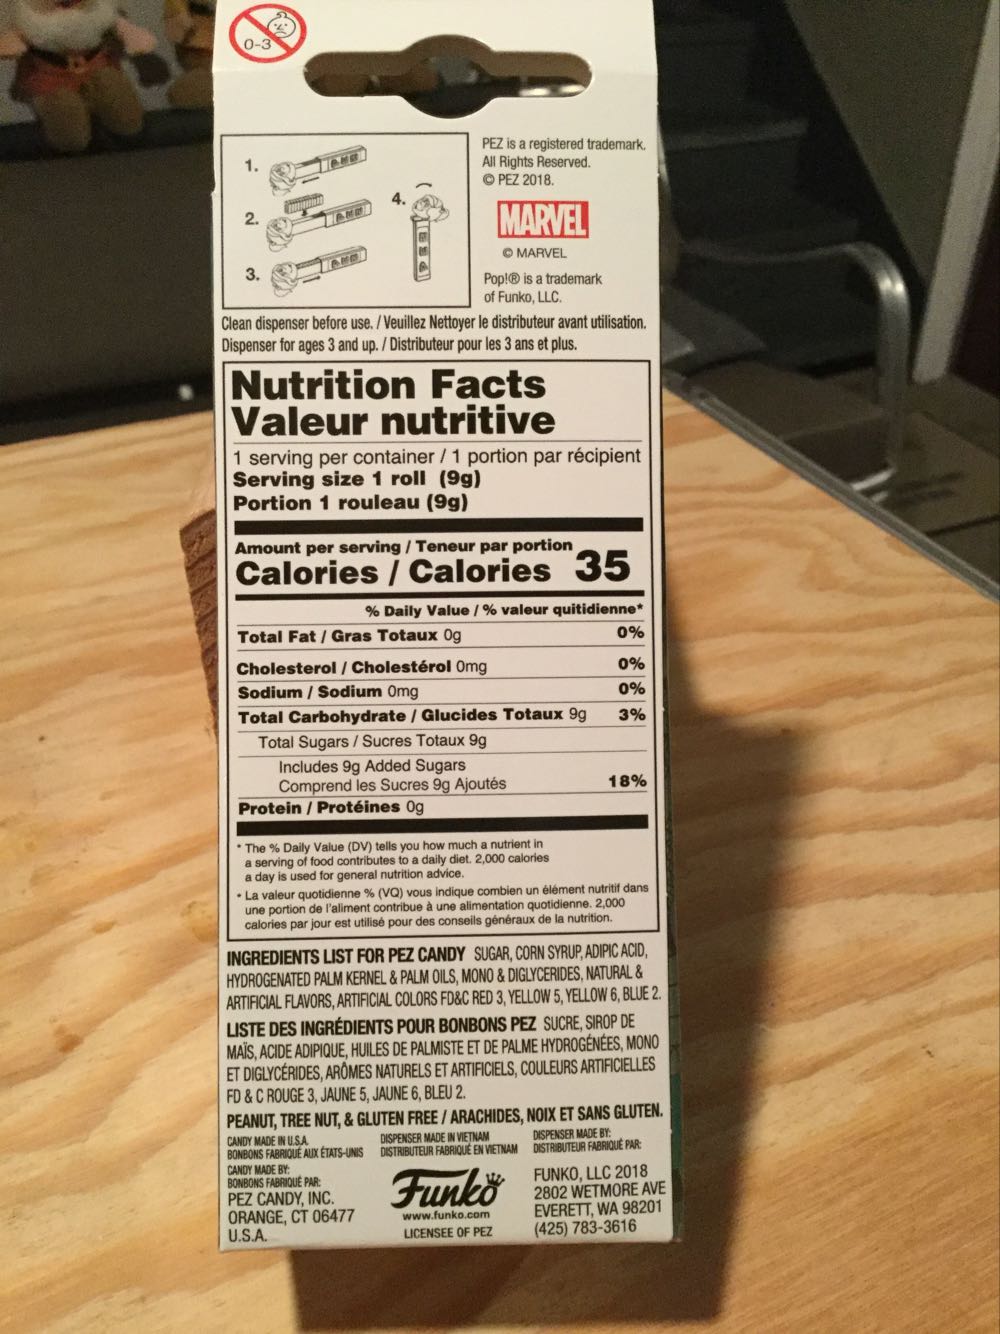 0-3
1.
2.
3.
4.
PEZ is a registered trademark.
All Rights Reserved.
© PEZ 2018.
MARVEL
© MARVEL
Pop!® is a trademark
of Funko, LLC.
Clean dispenser before use. / Veuillez Nettoyer le distributeur avant utilisation.
Dispenser for ages 3 and up. / Distributeur pour les 3 ans et plus.
Nutrition Facts
Valeur nutritive
1 serving per container / 1 portion par récipient
Serving size 1 roll (9g)
Portion 1 rouleau (9g)
Amount per serving / Teneur par portion
Calories / Calories 35
% Daily Value / % valeur quitidienne*
Total Fat / Gras Totaux 0g 0%
Cholesterol / Cholestérol 0mg 0%
Sodium / Sodium 0mg 0%
Total Carbohydrate / Glucides Totaux 9g 3%
Total Sugars / Sucres Totaux 9g
Includes 9g Added Sugars
Comprend les Sucres 9g Ajoutés 18%
Protein / Protéines 0g
* The % Daily Value (DV) tells you how much a nutrient in
a serving of food contributes to a daily diet. 2,000 calories
a day is used for general nutrition advice.
* La valeur quotidienne % (VQ) vous indique combien un élément nutritif dans
une portion de l'aliment contribue à une alimentation quotidienne. 2,000
calories par jour est utilisé pour des conseils généraux de la nutrition.
INGREDIENTS LIST FOR PEZ CANDY SUGAR, CORN SYRUP, ADIPIC ACID,
HYDROGENATED PALM KERNEL & PALM OILS, MONO & DIGLYCERIDES, NATURAL &
ARTIFICIAL FLAVORS, ARTIFICIAL COLORS FD&C RED 3, YELLOW 5, YELLOW 6, BLUE 2.
LISTE DES INGRÉDIENTS POUR BONBONS PEZ SUCRE, SIROP DE
MAÏS, ACIDE ADIPIQUE, HUILES DE PALMISTE ET DE PALME HYDROGÉNÉES, MONO
ET DIGLYCÉRIDES, ARÔMES NATURELS ET ARTIFICIELS, COULEURS ARTIFICIELLES
FD & C ROUGE 3, JAUNE 5, JAUNE 6, BLEU 2.
PEANUT, TREE NUT, & GLUTEN FREE / ARACHIDES, NOIX ET SANS GLUTEN.
CANDY MADE IN U.S.A.
BONBONS FABRIQUÉ AUX ÉTATS-UNIS
CANDY MADE BY:
BONBONS FABRIQUÉ PAR:
PEZ CANDY, INC.
ORANGE, CT 06477
U.S.A.
DISPENSER MADE IN VIETNAM
DISTRIBUTEUR FABRIQUÉ EN VIETNAM
Funko
www.funko.com
LICENSEE OF PEZ
DISPENSER MADE BY:
DISTRIBUTEUR FABRIQUÉ PAR:
FUNKO, LLC 2018
2802 WETMORE AVE
EVERETT, WA 98201
(425) 783-3616